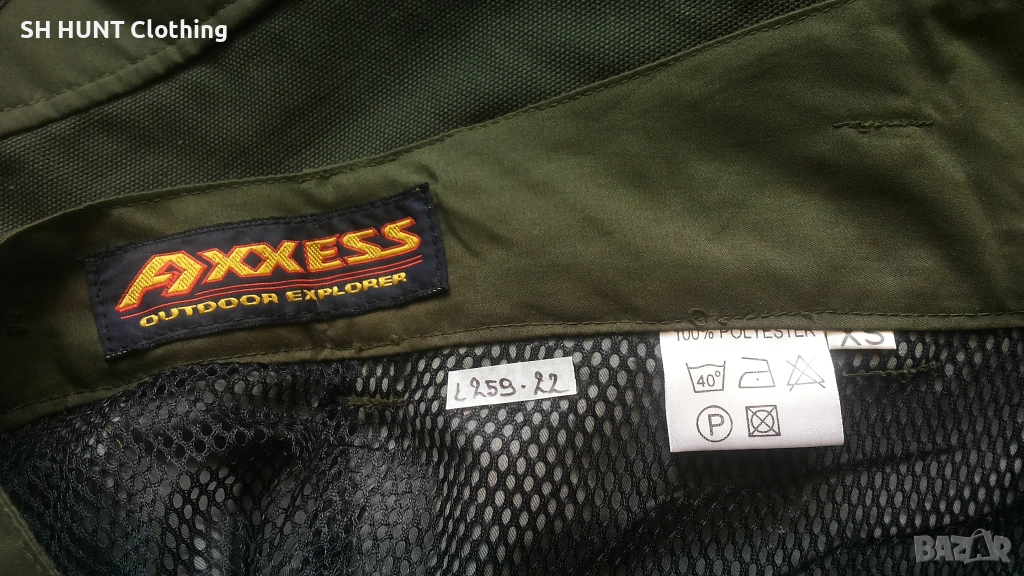 SH HUNT Clothing
AXXESS
OUTDOOR EXPLORER
L259-22
100% POLYESTER
XS
40°
P
BAZAR